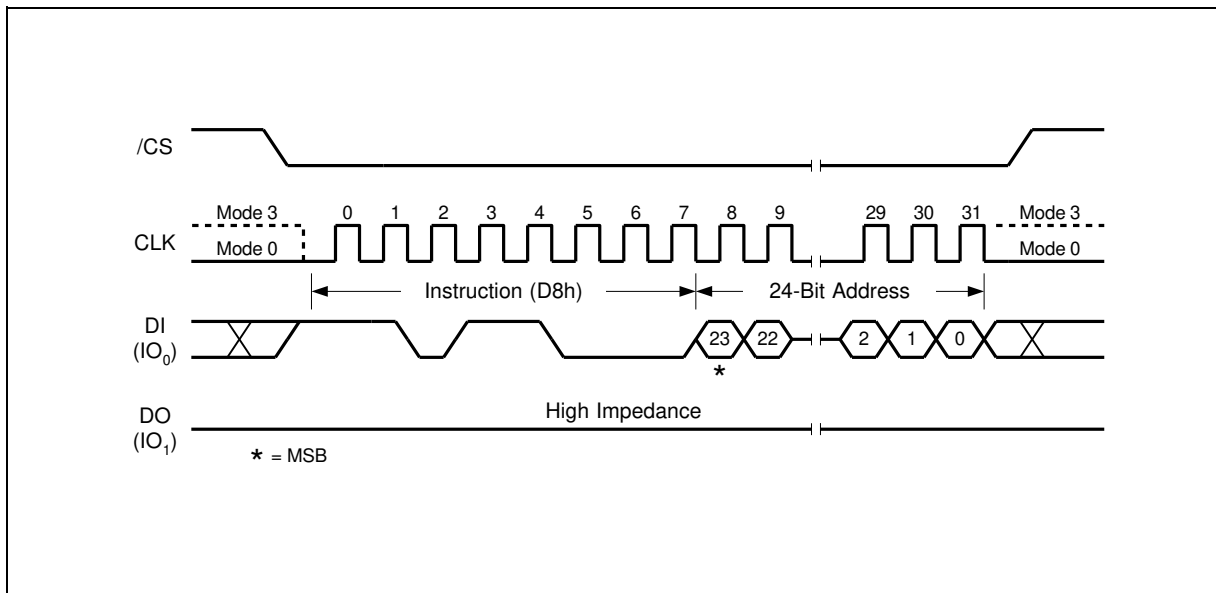 /CS
Mode 3 0 1 2 3 4 5 6 7 8 9 29 30 31 Mode 3
CLK
Mode 0 Mode 0
Instruction (D8h) 24-Bit Address
DI
(IO0)
23 22 2 1 0
*
High Impedance
DO
(IO1)
* = MSB